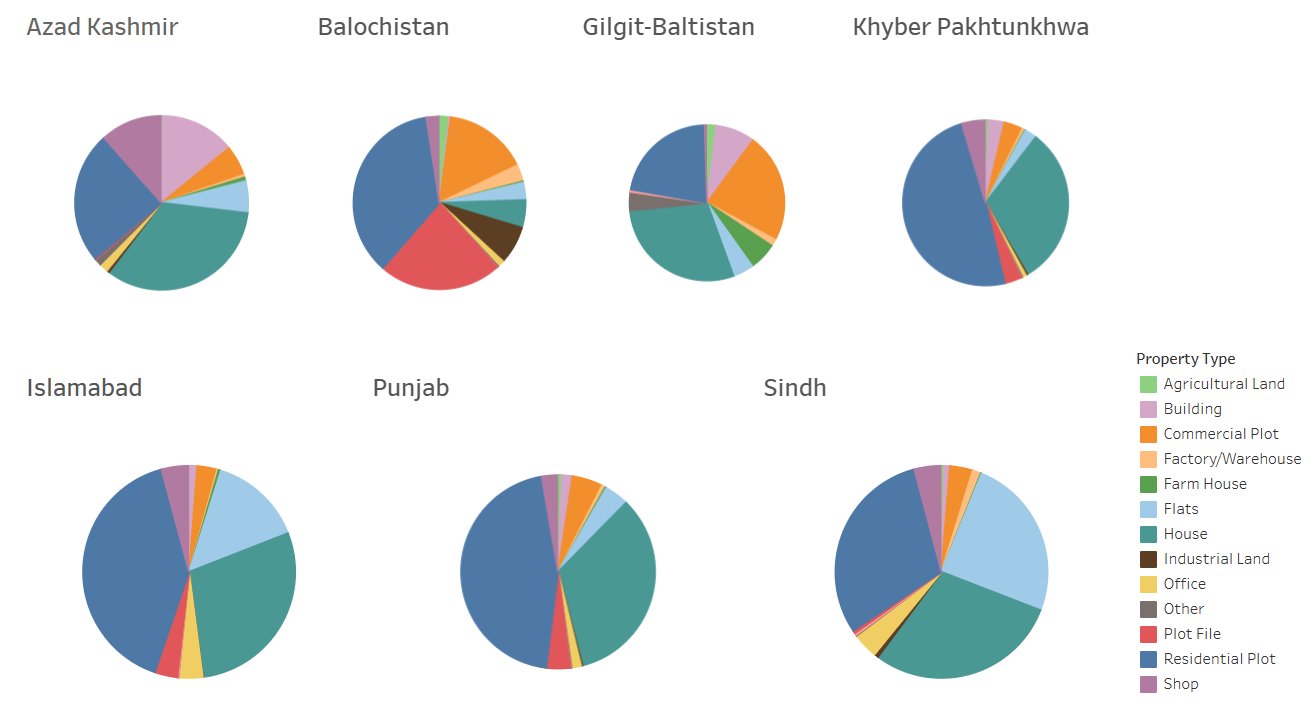 Azad Kashmir
Balochistan
Gilgit-Baltistan
Khyber Pakhtunkhwa
Islamabad
Punjab
Sindh
Property Type
Agricultural Land
Building
Commercial Plot
Factory/Warehouse
Farm House
Flats
House
Industrial Land
Office
Other
Plot File
Residential Plot
Shop